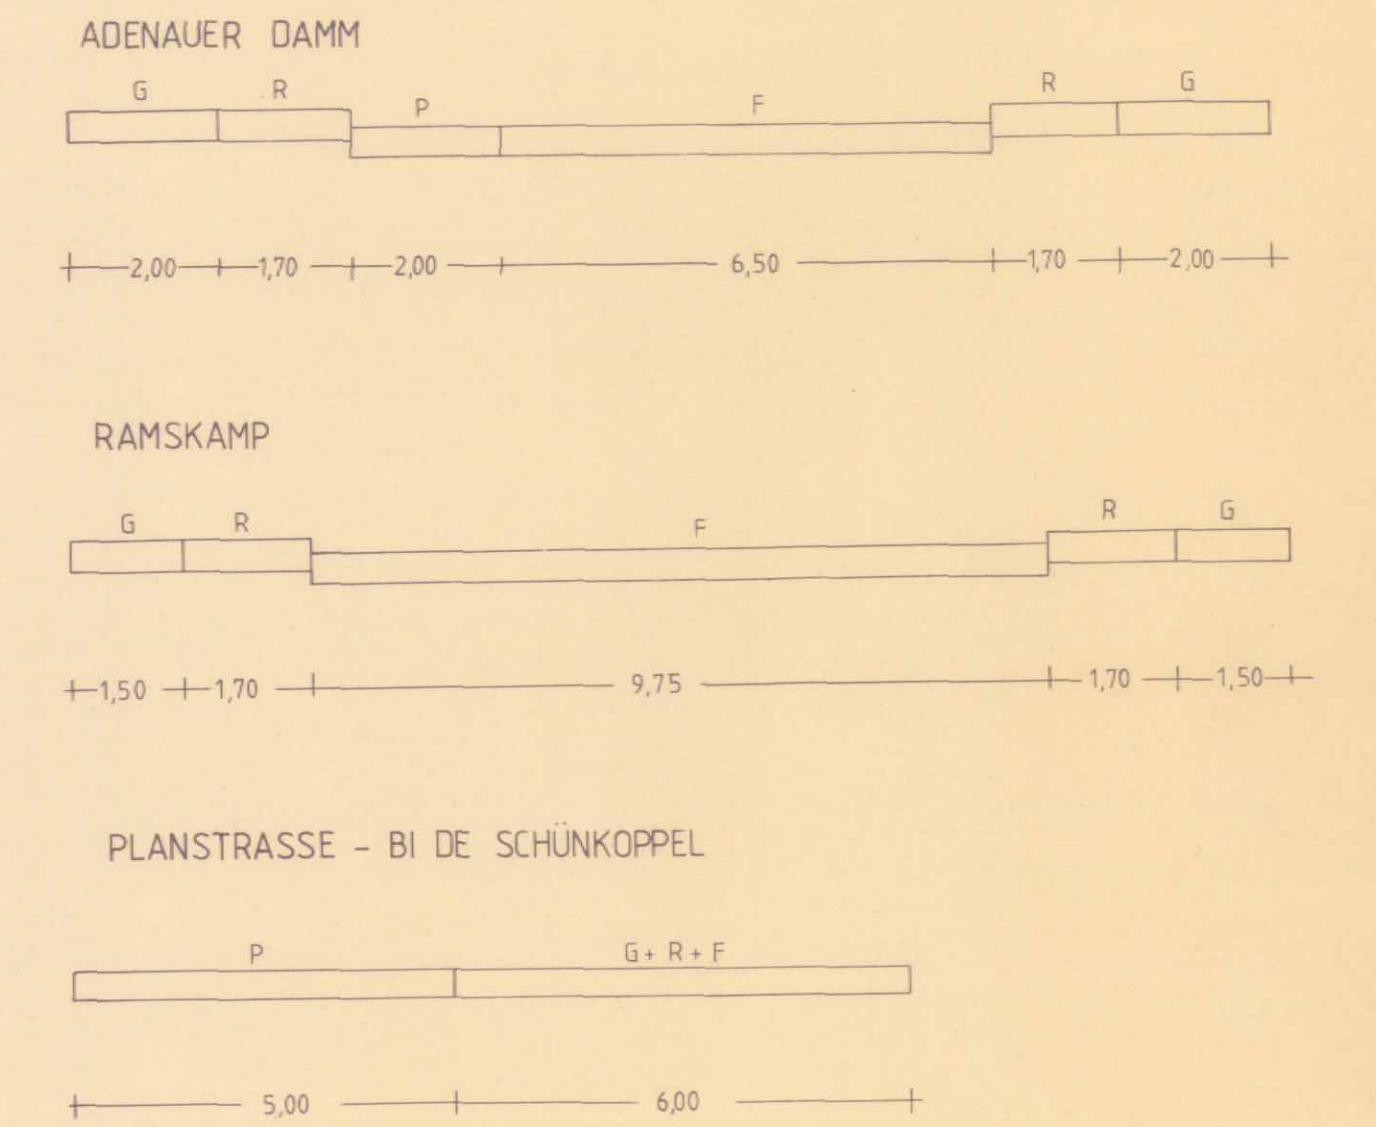 ADENAUER DAMM
G R P F R G
2,00 1,70 2,00 6,50 1,70 2,00
RAMSKAMP
G R F R G
1,50 1,70 9,75 1,70 1,50
PLANSTRASSE - BI DE SCHÜNKOPPEL
P G + R + F
5,00 6,00